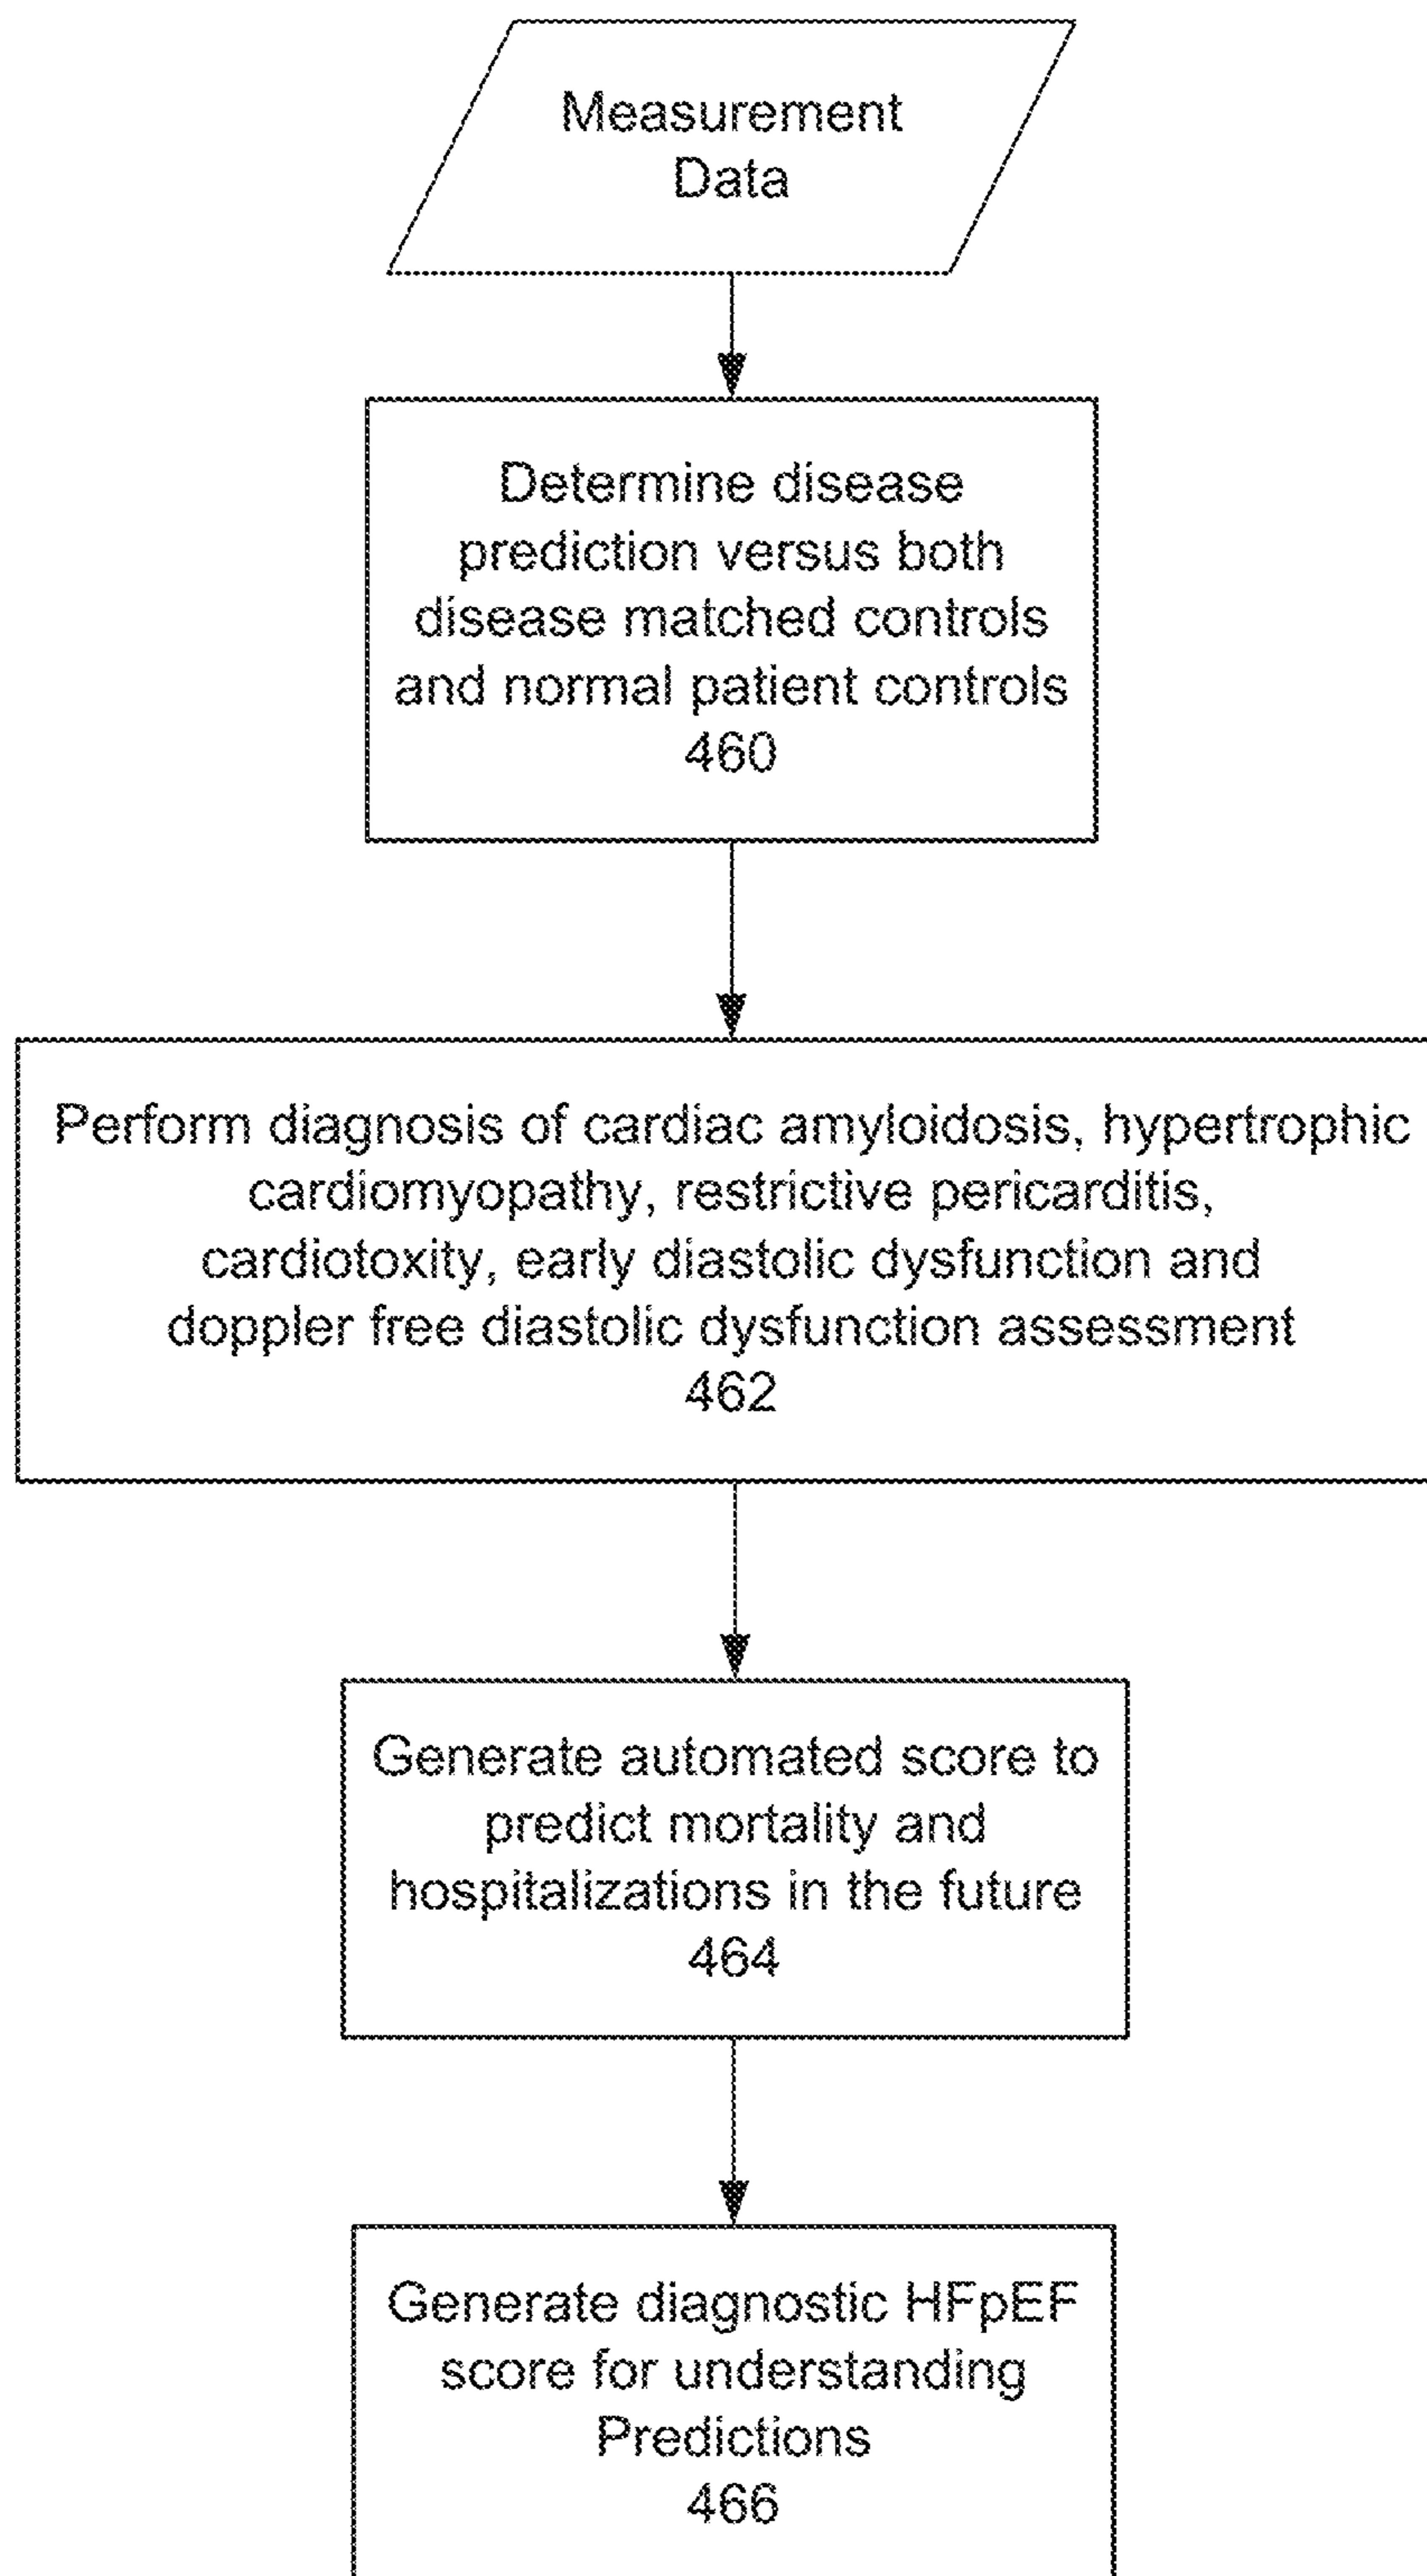 Measurement
Data
Determine disease
prediction versus both
disease matched controls
and normal patient controls
460
Perform diagnosis of cardiac amyloidosis, hypertrophic
cardiomyopathy, restrictive pericarditis,
cardiotoxity, early diastolic dysfunction and
doppler free diastolic dysfunction assessment
462
Generate automated score to
predict mortality and
hospitalizations in the future
464
Generate diagnostic HFpEF
score for understanding
Predictions
466